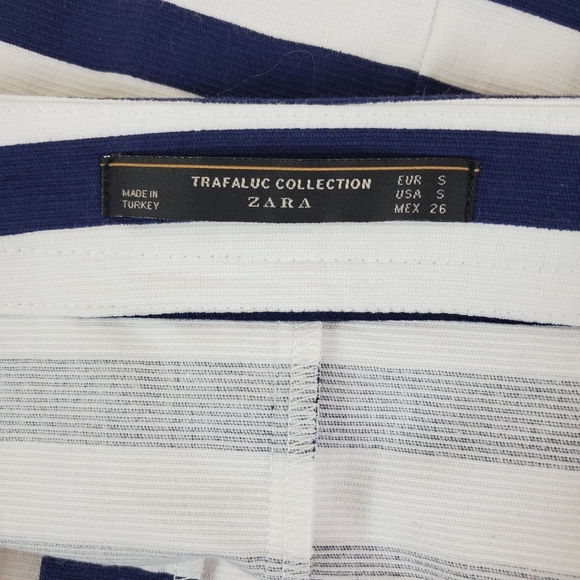 MADE IN
TURKEY
TRAFALUC COLLECTION
ZARA
EUR S
USA S
MEX 26